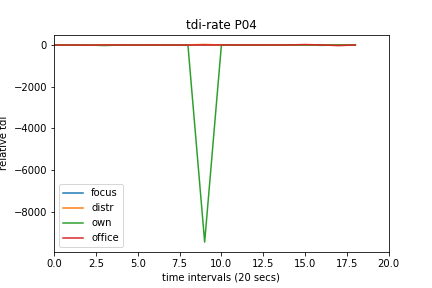 tdi-rate P04
relative tdi
0
−2000
−4000
−6000
−8000
focus
distr
own
office
0.0 2.5 5.0 7.5 10.0 12.5 15.0 17.5 20.0
time intervals (20 secs)